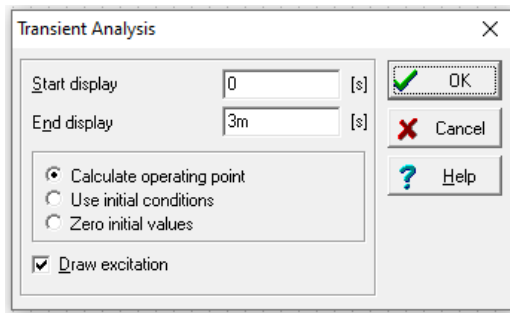 Transient Analysis
Start display 0 [s]
End display 3m [s]
Calculate operating point
Use initial conditions
Zero initial values
Draw excitation
OK
Cancel
? Help